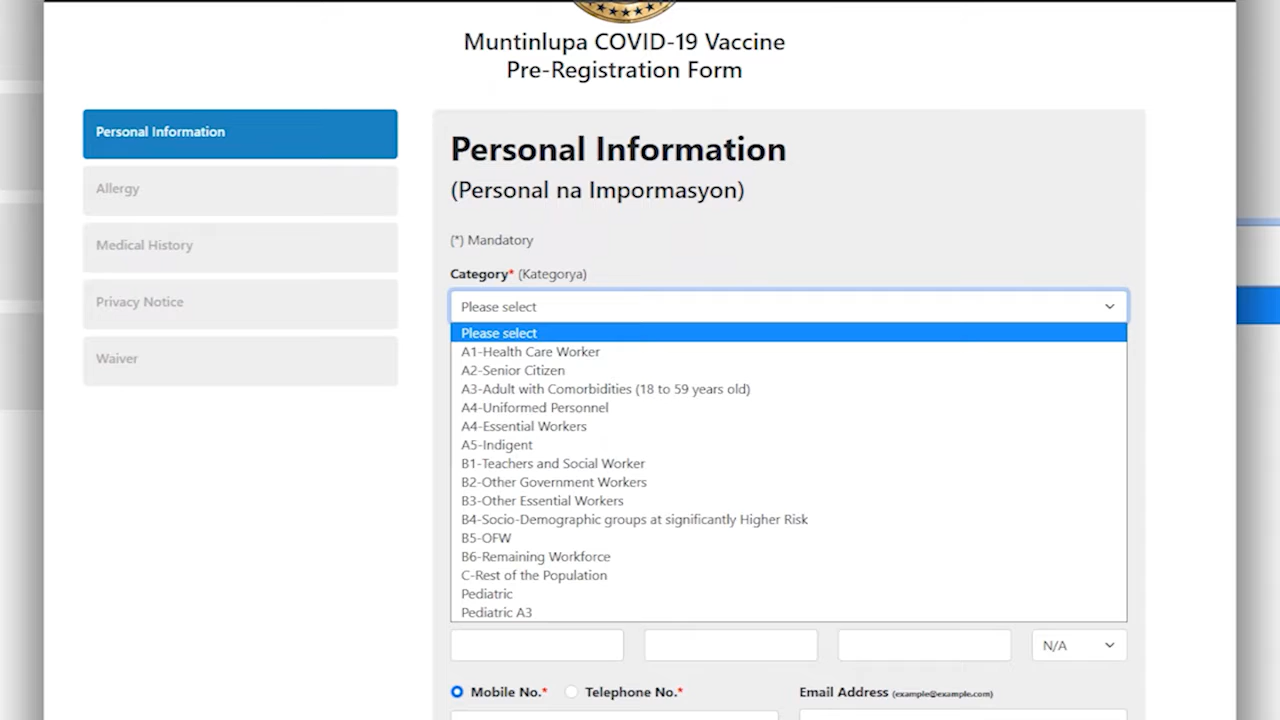 Muntinlupa COVID-19 Vaccine
Pre-Registration Form
Personal Information
Allergy
Medical History
Privacy Notice
Waiver
Personal Information
(Personal na Impormasyon)
(*) Mandatory
Category* (Kategorya)
Please select
Please select
A1-Health Care Worker
A2-Senior Citizen
A3-Adult with Comorbidities (18 to 59 years old)
A4-Uniformed Personnel
A4-Essential Workers
A5-Indigent
B1-Teachers and Social Worker
B2-Other Government Workers
B3-Other Essential Workers
B4-Socio-Demographic groups at significantly Higher Risk
B5-OFW
B6-Remaining Workforce
C-Rest of the Population
Pediatric
Pediatric A3
N/A
Mobile No.* Telephone No.* Email Address (example@example.com)